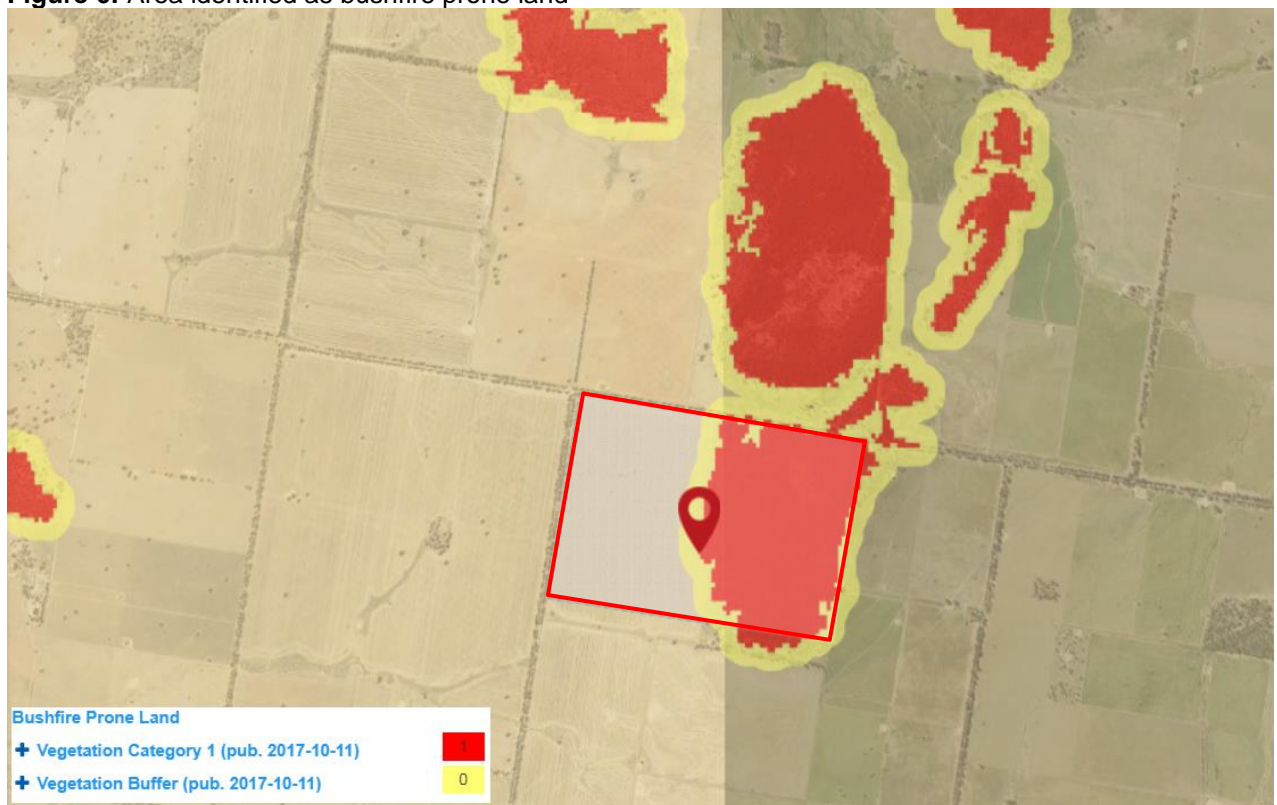 Figure Area identified as bushfire prone land
Bushfire Prone Land
Vegetation Category 1 (pub. 2017-10-11) 1
Vegetation Buffer (pub. 2017-10-11) 0